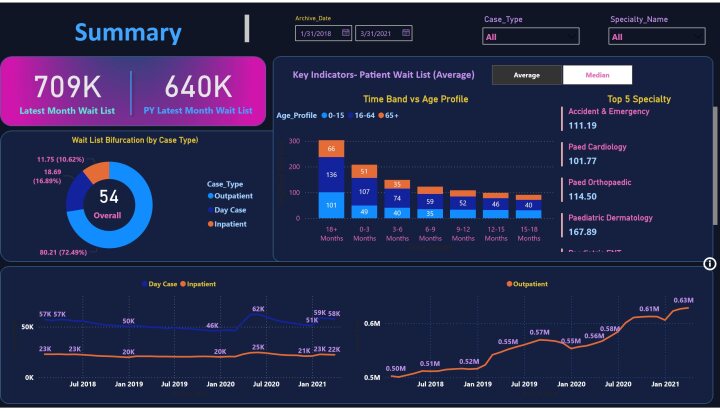 Summary
Archive_Date
1/31/2018
3/31/2021
Case_Type
All
Specialty_Name
All
709K
Latest Month Wait List
640K
PY Latest Month Wait List
Key Indicators- Patient Wait List (Average)
Average
Median
Wait List Bifurcation (by Case Type)
11.75 (10.62%)
18.69
(16.89%)
54
Overall
80.21 (72.49%)
Case_Type
Outpatient
Day Case
Inpatient
Time Band vs Age Profile
Age_Profile 0-15 16-64 65+
300
200
100
0
66
136
101
51
107
49
35
74
40
59
35
52
46
40
18+ Months
0-3 Months
3-6 Months
6-9 Months
9-12 Months
12-15 Months
15-18 Months
Top 5 Specialty
Accident & Emergency
111.19
Paed Cardiology
101.77
Paed Orthopaedic
114.50
Paediatric Dermatology
167.89
Day Case Inpatient
50K
0K
57K 57K 50K 46K 62K 51K 59K 58K
23K 23K 20K 20K 25K 21K 23K 22K
Jul 2018 Jan 2019 Jul 2019 Jan 2020 Jul 2020 Jan 2021
Outpatient
0.6M
0.5M
0.50M 0.51M 0.52M 0.55M 0.57M 0.55M 0.56M 0.58M 0.61M 0.63M
Jul 2018 Jan 2019 Jul 2019 Jan 2020 Jul 2020 Jan 2021